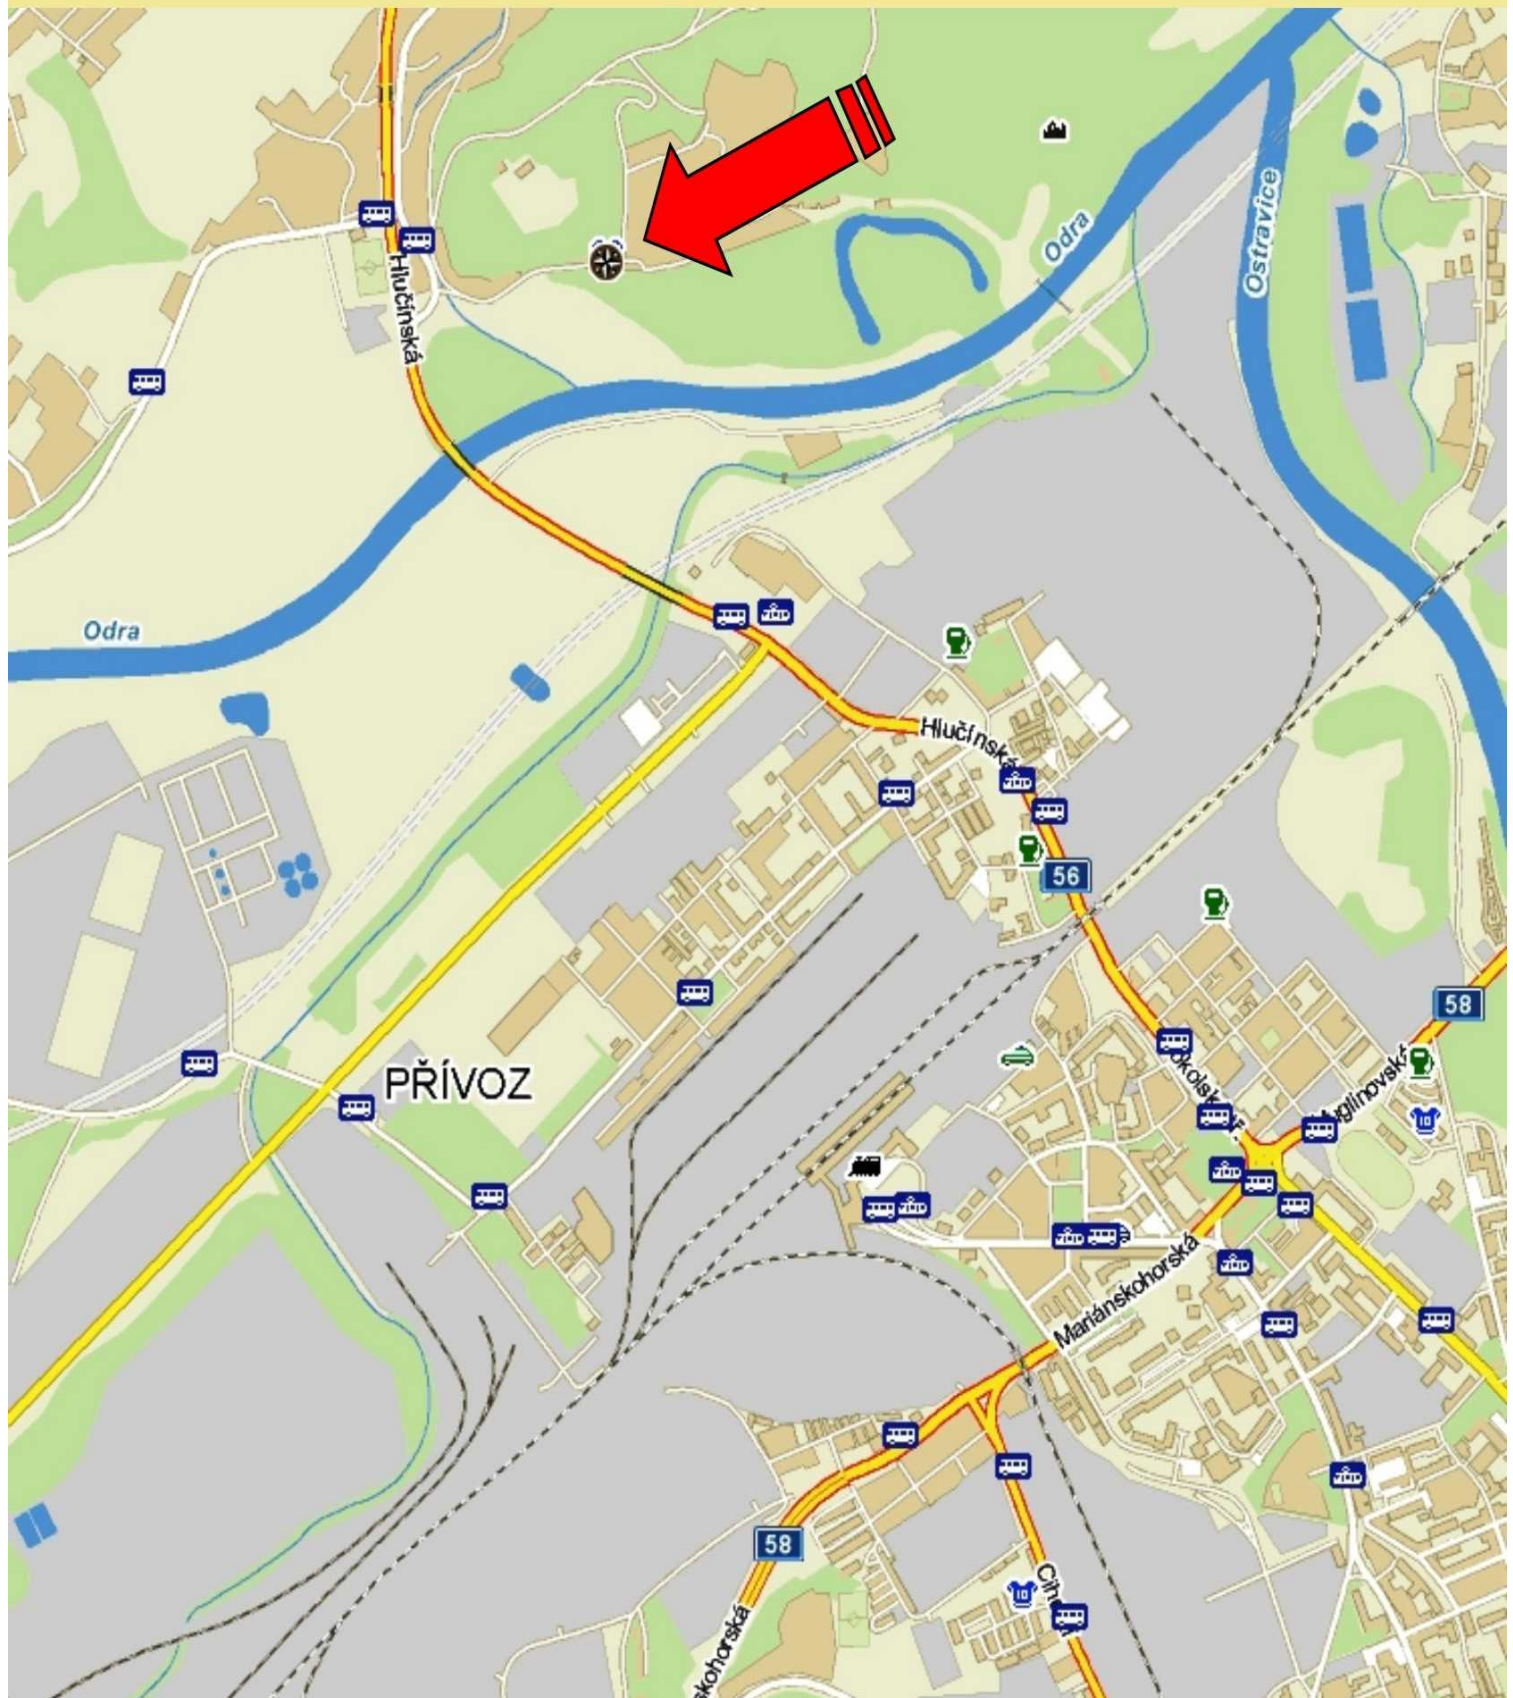 Ostravice
Odra
Hlučínská
Odra
Hlučínská
56
58
PŘÍVOZ
Mariánskohorská
58